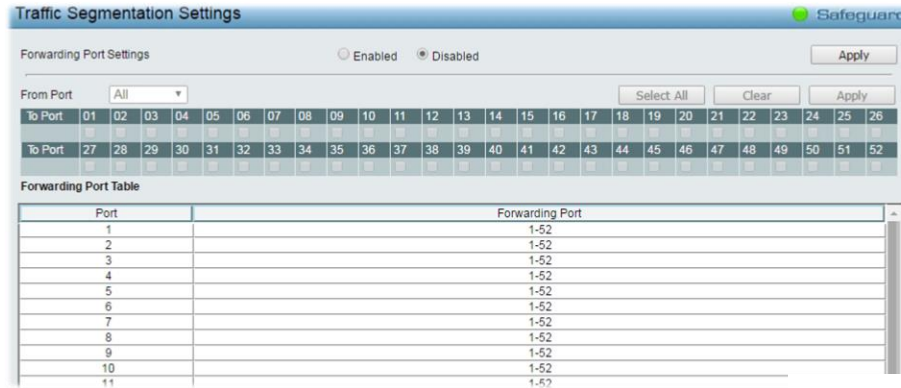 Traffic Segmentation Settings
Safeguard
Forwarding Port Settings Enabled Disabled Apply
From Port All Select All Clear Apply
To Port 01 02 03 04 05 06 07 08 09 10 11 12 13 14 15 16 17 18 19 20 21 22 23 24 25 26
To Port 27 28 29 30 31 32 33 34 35 36 37 38 39 40 41 42 43 44 45 46 47 48 49 50 51 52
Forwarding Port Table
Port Forwarding Port
1 1-52
2 1-52
3 1-52
4 1-52
5 1-52
6 1-52
7 1-52
8 1-52
9 1-52
10 1-52
11 1-52